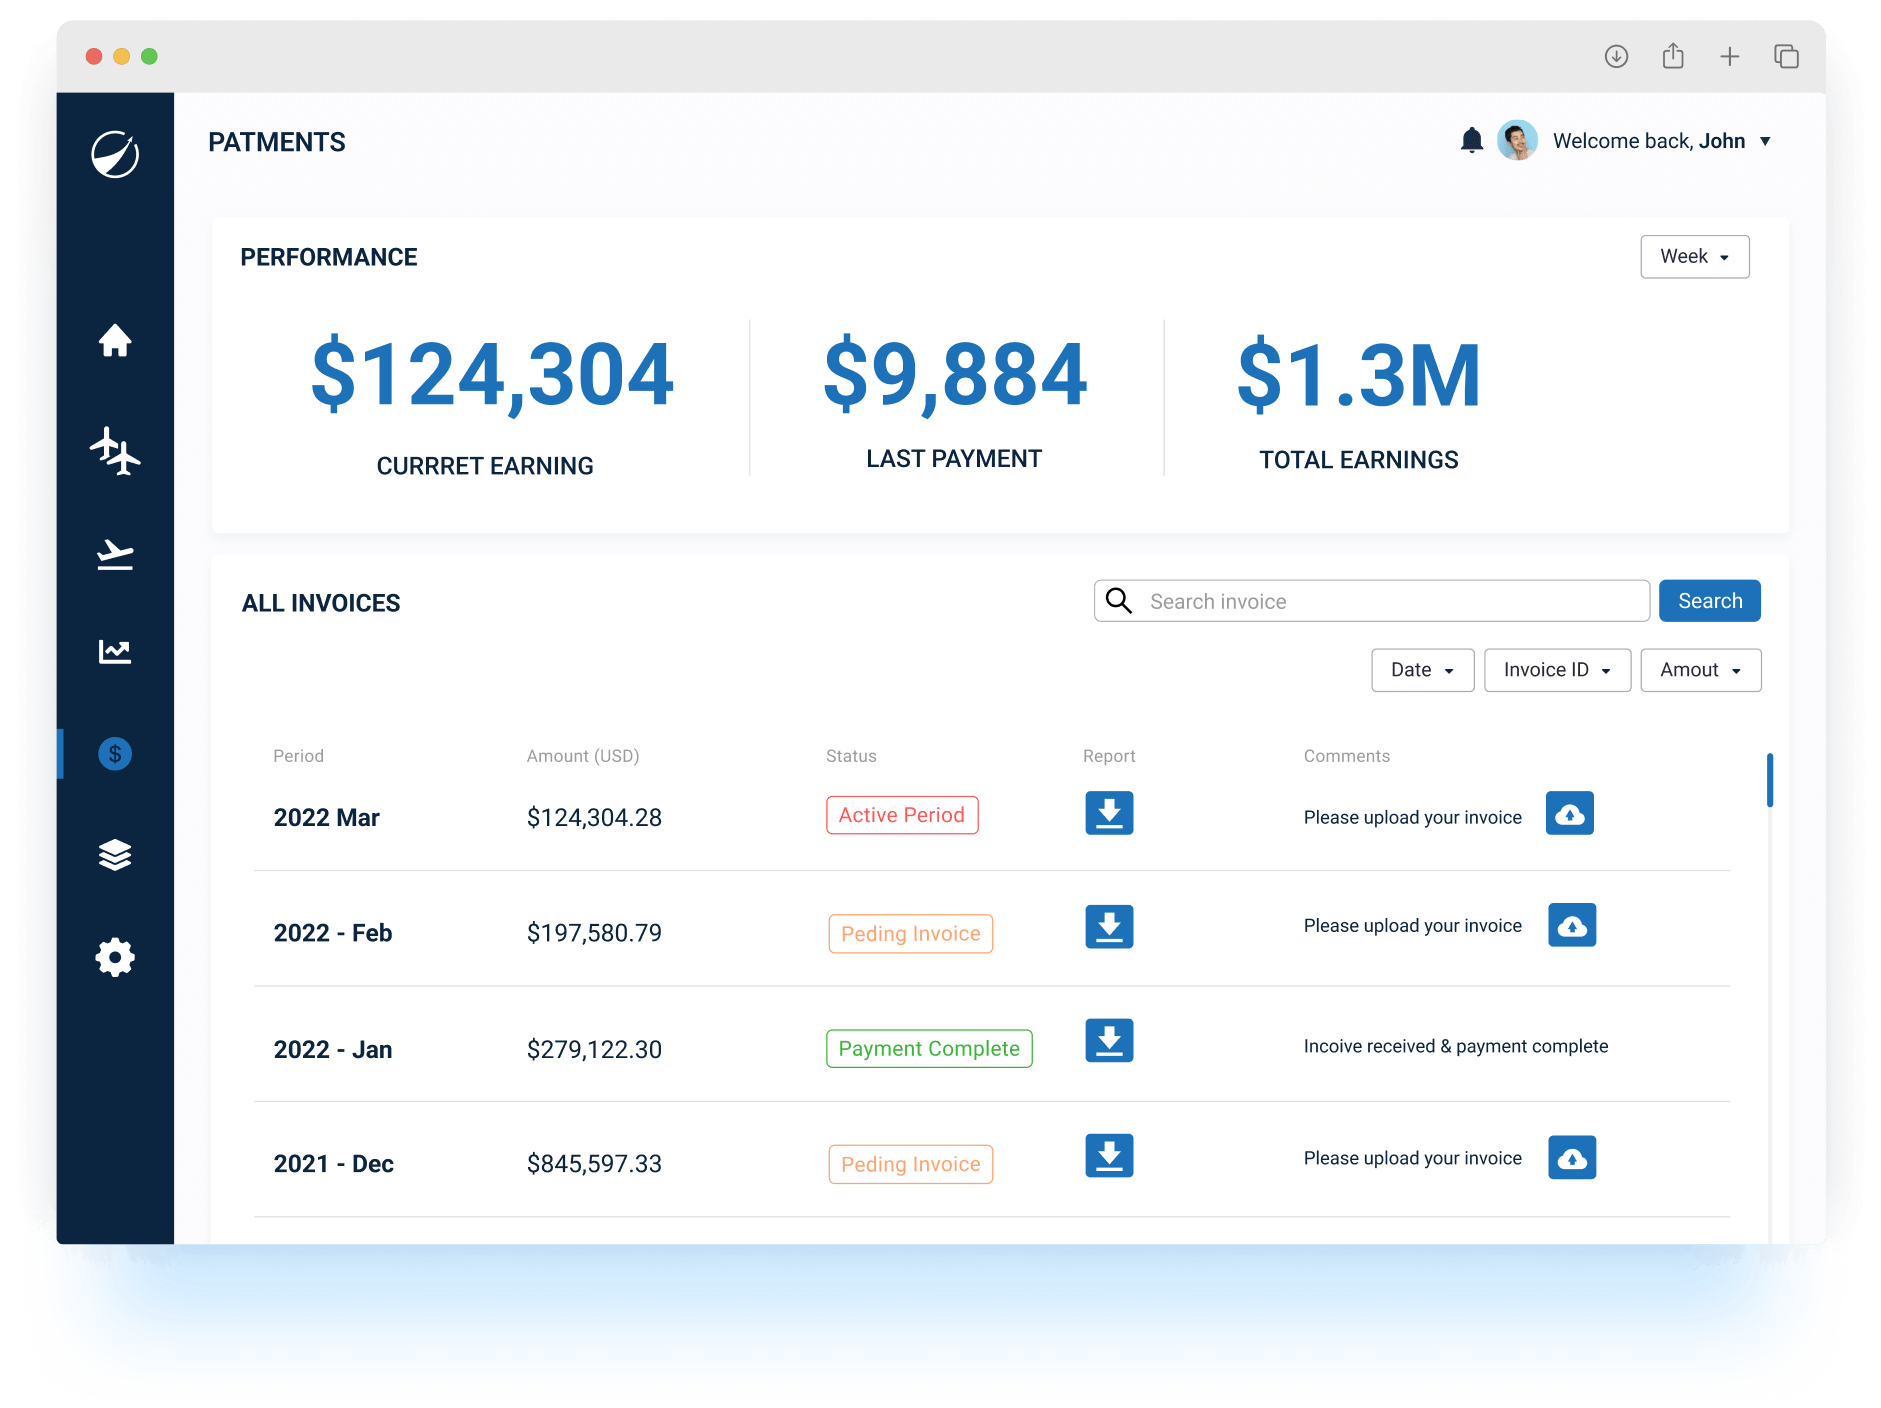 PATMENTS
Welcome back, John
PERFORMANCE
Week
$124,304
$9,884
$1.3M
CURRRET EARNING
LAST PAYMENT
TOTAL EARNINGS
ALL INVOICES
Search invoice
Search
Date
Invoice ID
Amout
Period Amount (USD) Status Report Comments
2022 Mar $124,304.28 Active Period Please upload your invoice
2022 - Feb $197,580.79 Peding Invoice Please upload your invoice
2022 - Jan $279,122.30 Payment Complete Incoive received & payment complete
2021 - Dec $845,597.33 Peding Invoice Please upload your invoice